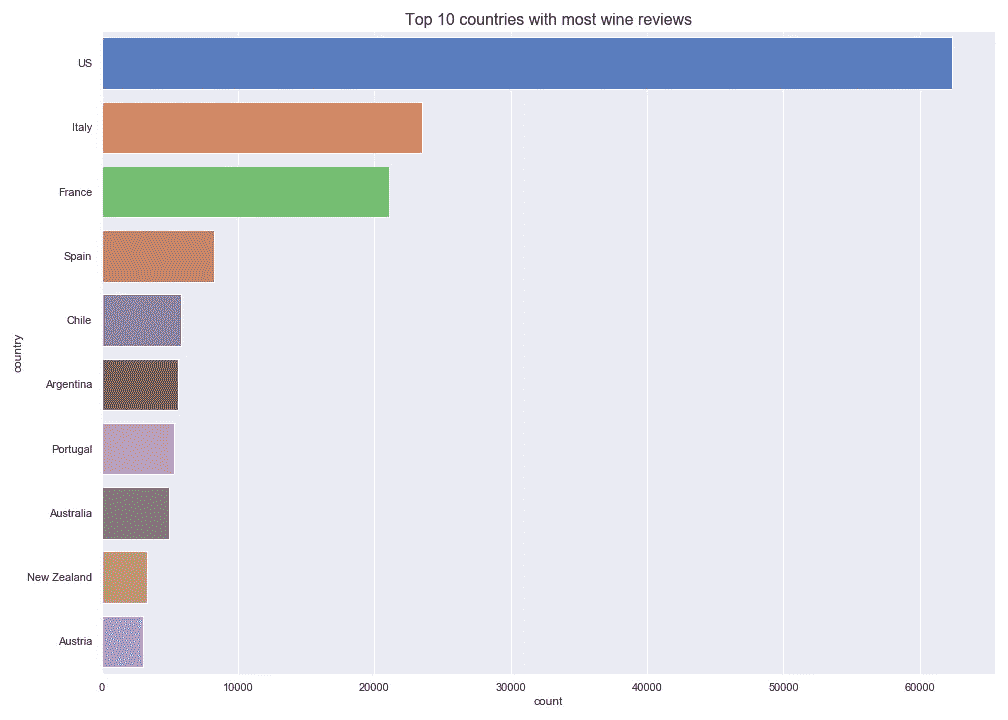 Top 10 countries with most wine reviews
US
Italy
France
Spain
Chile
Argentina
Portugal
Australia
New Zealand
Austria
country
0 10000 20000 30000 40000 50000 60000
count